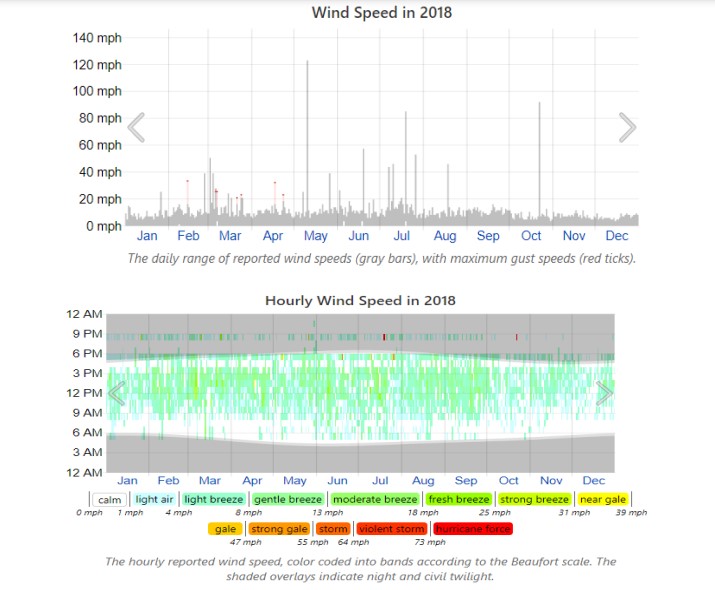 Wind Speed in 2018
140 mph
120 mph
100 mph
80 mph
60 mph
40 mph
20 mph
0 mph
Jan Feb Mar Apr May Jun Jul Aug Sep Oct Nov Dec
The daily range of reported wind speeds (gray bars), with maximum gust speeds (red ticks).
Hourly Wind Speed in 2018
12 AM
9 PM
6 PM
3 PM
12 PM
9 AM
6 AM
3 AM
12 AM
Jan Feb Mar Apr May Jun Jul Aug Sep Oct Nov Dec
calm light air light breeze gentle breeze moderate breeze fresh breeze strong breeze near gale
0 mph 1 mph 4 mph 8 mph 13 mph 18 mph 25 mph 31 mph 39 mph
gale strong gale storm violent storm hurricane force
47 mph 55 mph 64 mph 73 mph
The hourly reported wind speed, color coded into bands according to the Beaufort scale. The
shaded overlays indicate night and civil twilight.